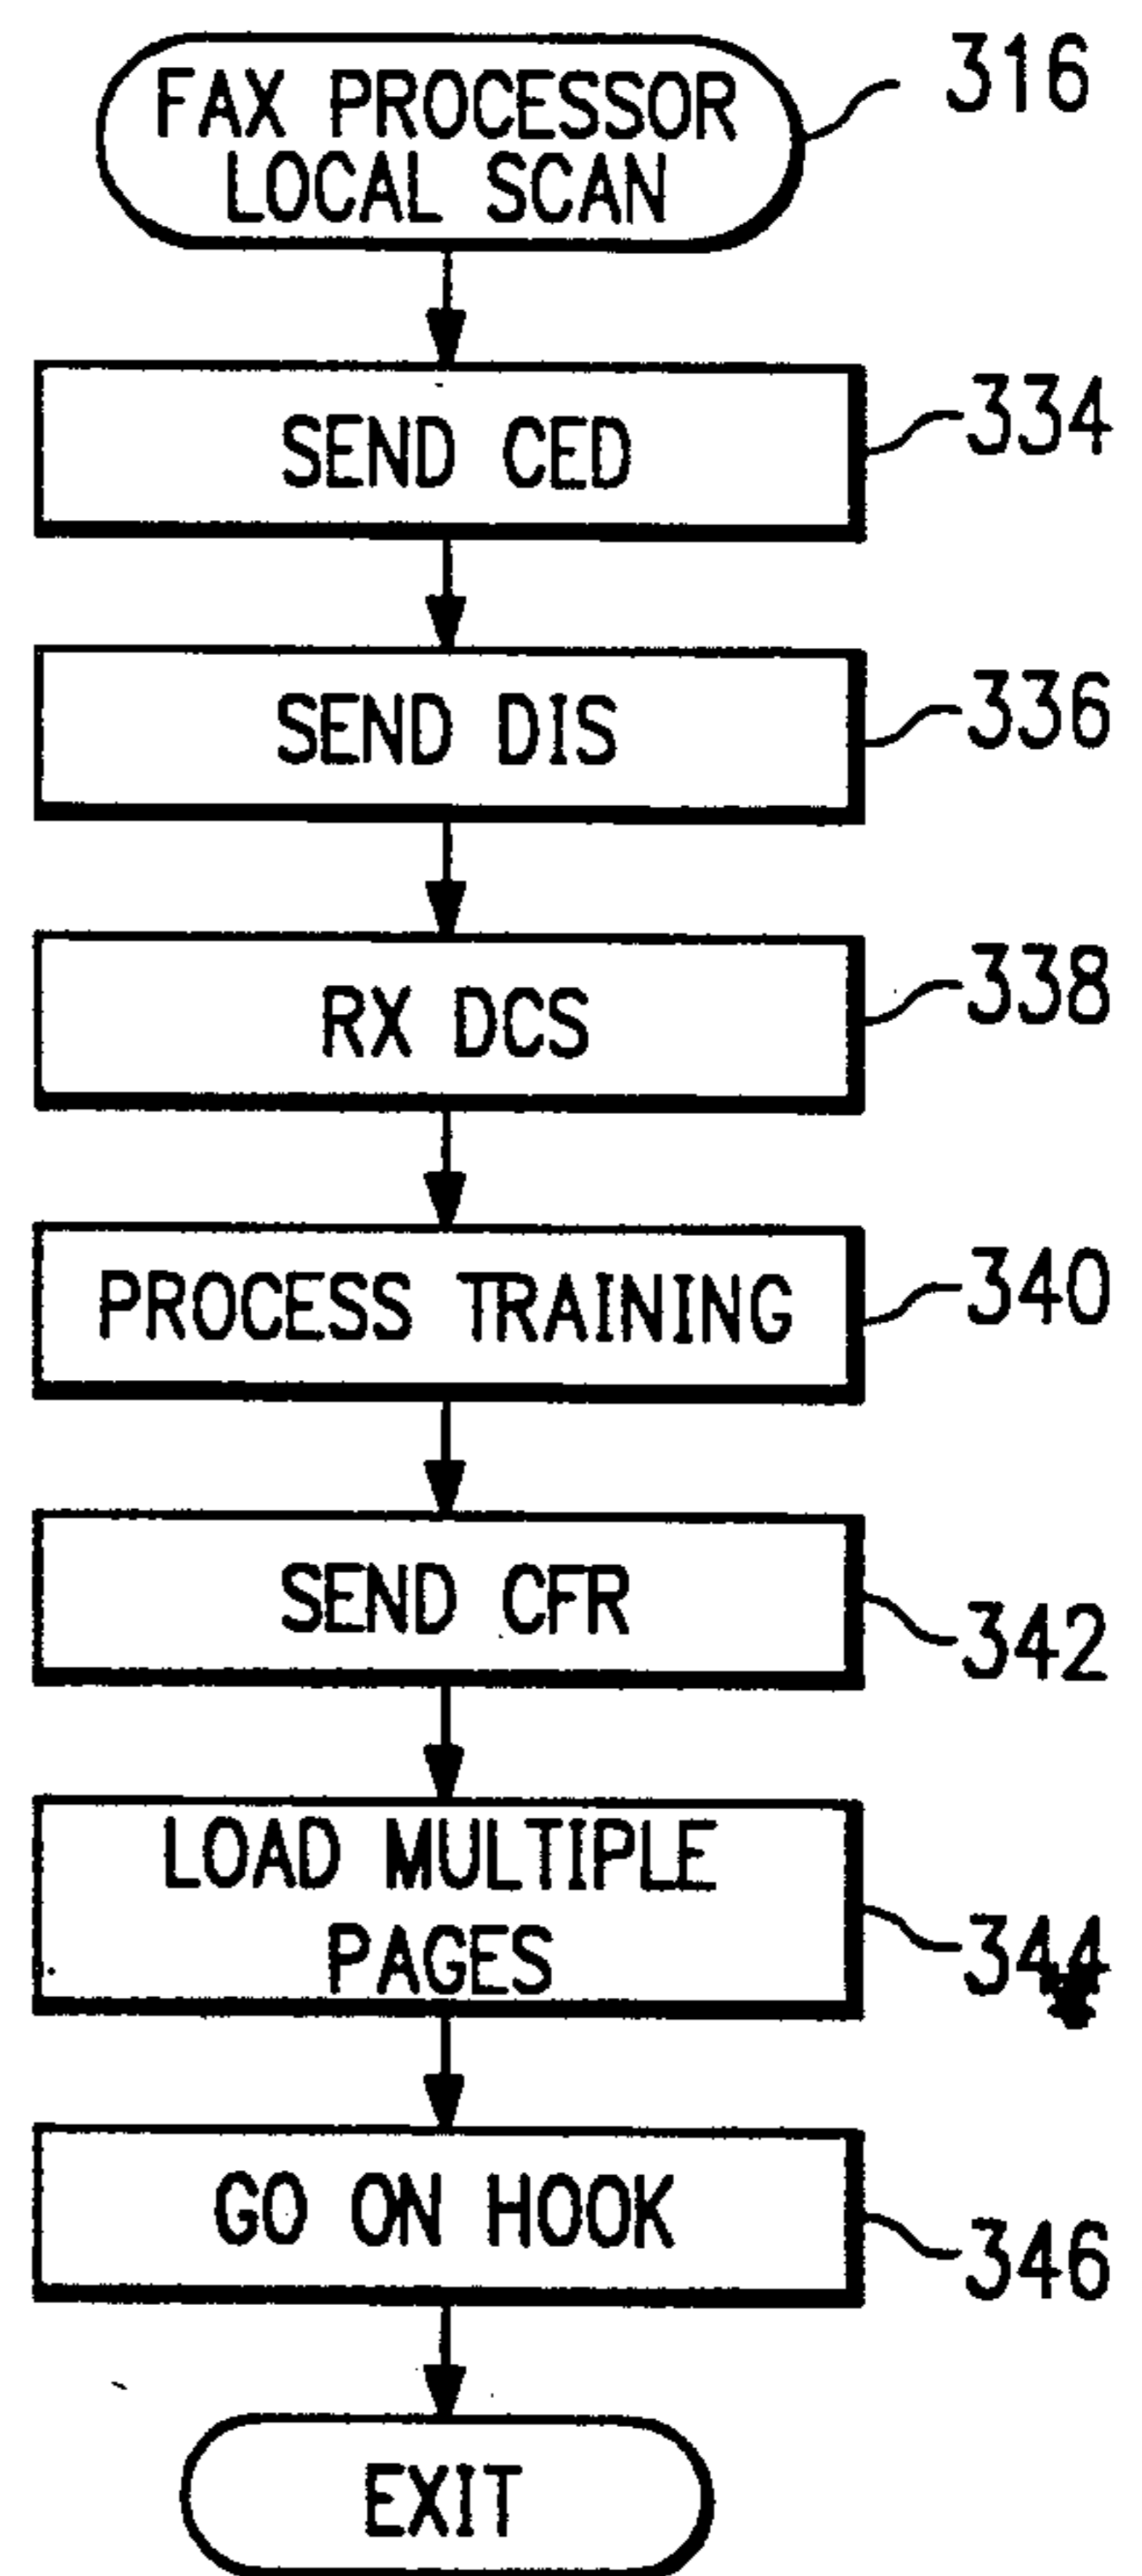 FAX PROCESSOR
LOCAL SCAN
316
SEND CED
334
SEND DIS
336
RX DCS
338
PROCESS TRAINING
340
SEND CFR
342
LOAD MULTIPLE
PAGES
344
GO ON HOOK
346
EXIT